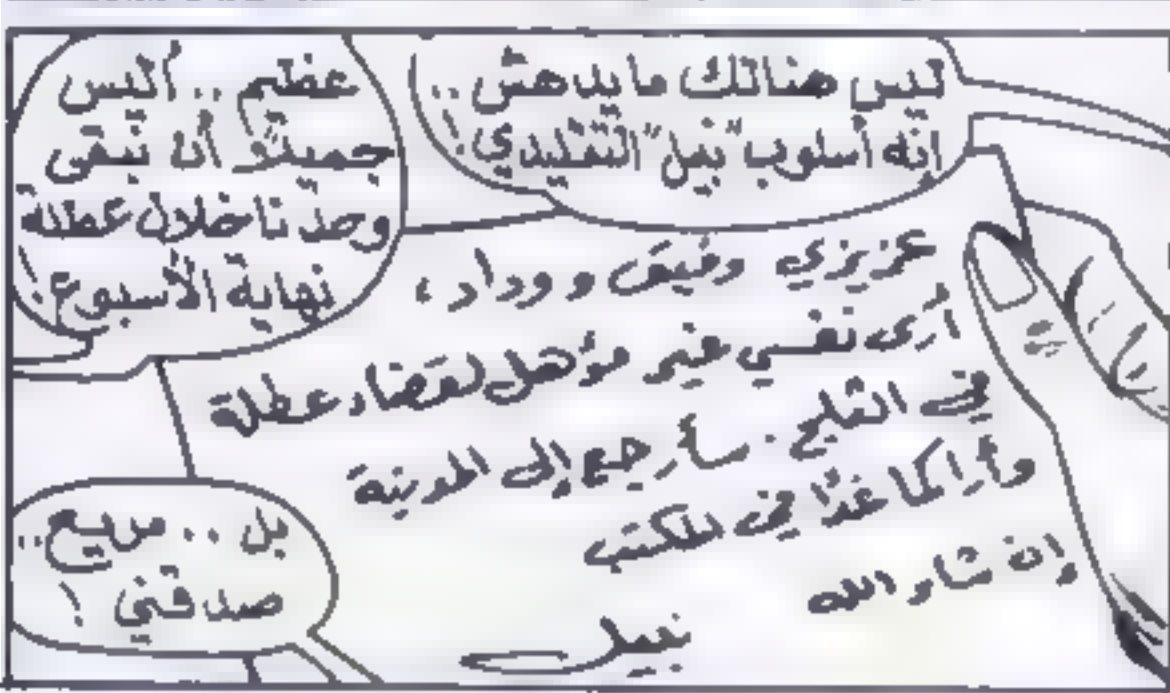 ليس هنالك ما يدهش ..
إنه أسلوب "نبيل" التقليدي!
عظيم .. أليس
جميلاً أن نبقى
وحدنا خلال عطلة
نهاية الأسبوع!
عزيزي رفيق و وداد ،
أرى نفسي غير مؤهل لقضاء عطلة
في الثلج . سأرجع إلى المدينة
وأراكما غدًا في المكتب
إن شاء الله
نبيل
بل .. مريع ..
صدقني !